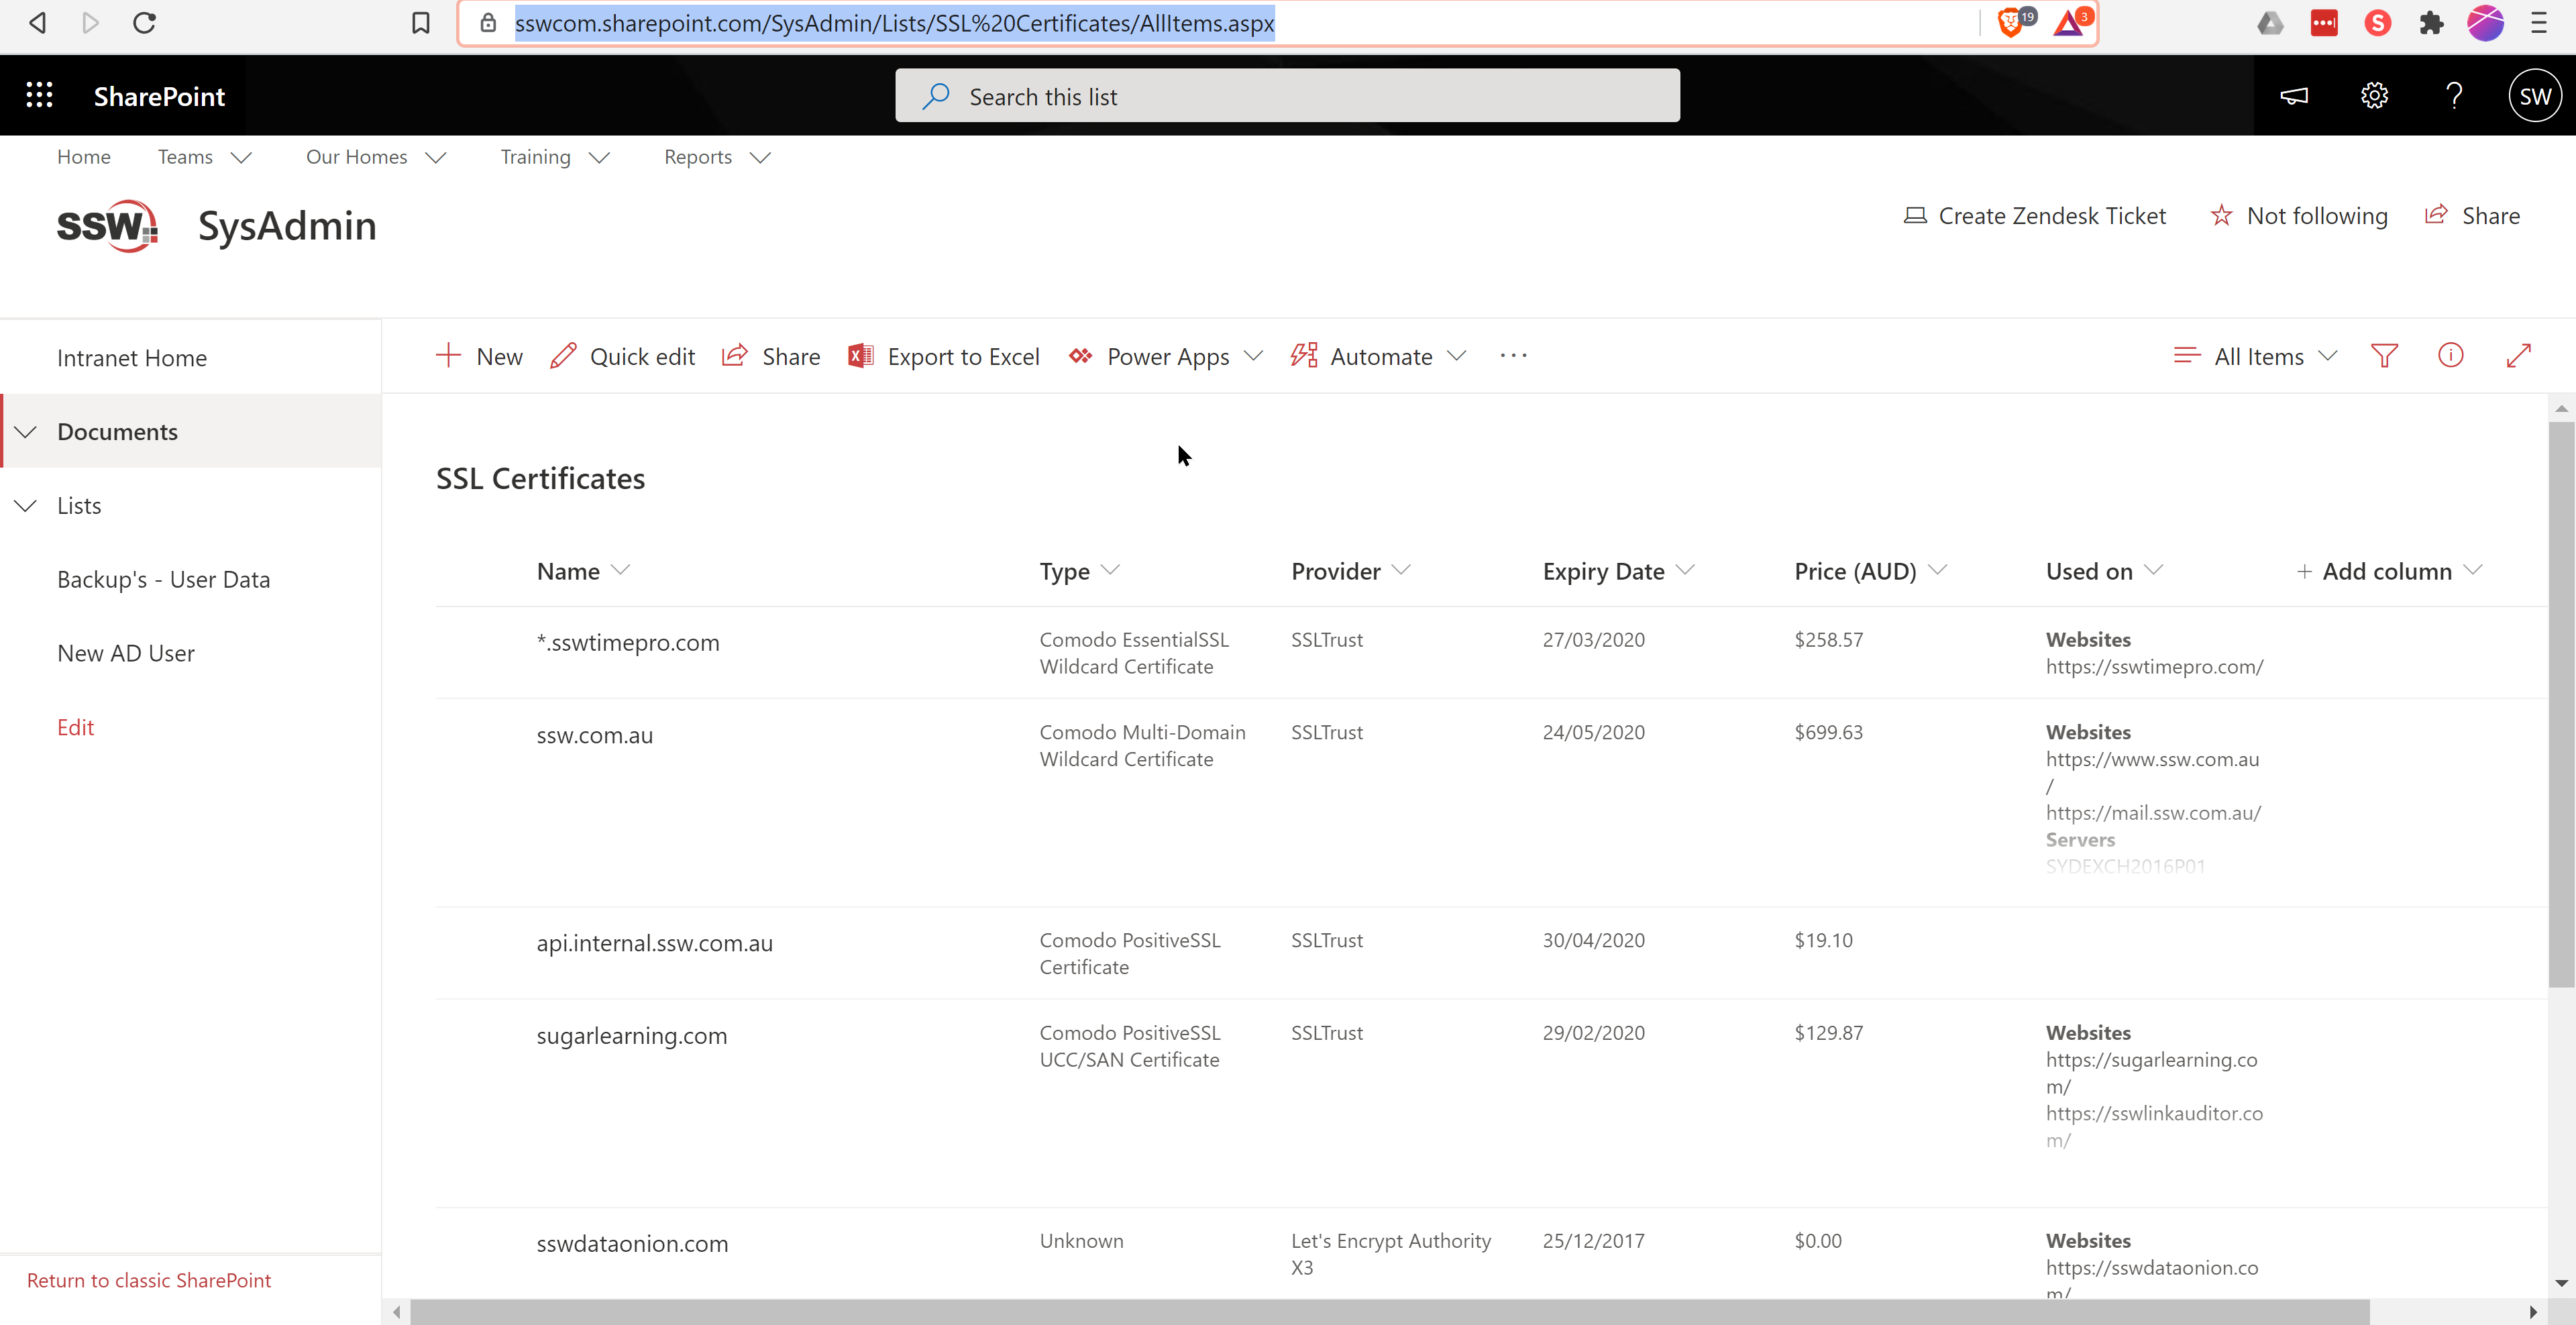 sswcom.sharepoint.com/SysAdmin/Lists/SSL%20Certificates/AllItems.aspx
19
3
S
SharePoint
Search this list
?
SW
Home
Teams
Our Homes
Training
Reports
SSW
SysAdmin
Create Zendesk Ticket
Not following
Share
Intranet Home
Documents
Lists
Backup's - User Data
New AD User
Edit
Return to classic SharePoint
New
Quick edit
Share
Export to Excel
Power Apps
Automate
...
All Items
SSL Certificates
Name
Type
Provider
Expiry Date
Price (AUD)
Used on
+ Add column
*.sswtimepro.com
Comodo EssentialSSL
Wildcard Certificate
SSLTrust
27/03/2020
$258.57
Websites
https://sswtimepro.com/
ssw.com.au
Comodo Multi-Domain
Wildcard Certificate
SSLTrust
24/05/2020
$699.63
Websites
https://www.ssw.com.au
/
https://mail.ssw.com.au/
Servers
SYDEXCH2016P01
api.internal.ssw.com.au
Comodo PositiveSSL
Certificate
SSLTrust
30/04/2020
$19.10
sugarlearning.com
Comodo PositiveSSL
UCC/SAN Certificate
SSLTrust
29/02/2020
$129.87
Websites
https://sugarlearning.co
m/
https://sswlinkauditor.co
m/
sswdataonion.com
Unknown
Let's Encrypt Authority
X3
25/12/2017
$0.00
Websites
https://sswdataonion.co
m/